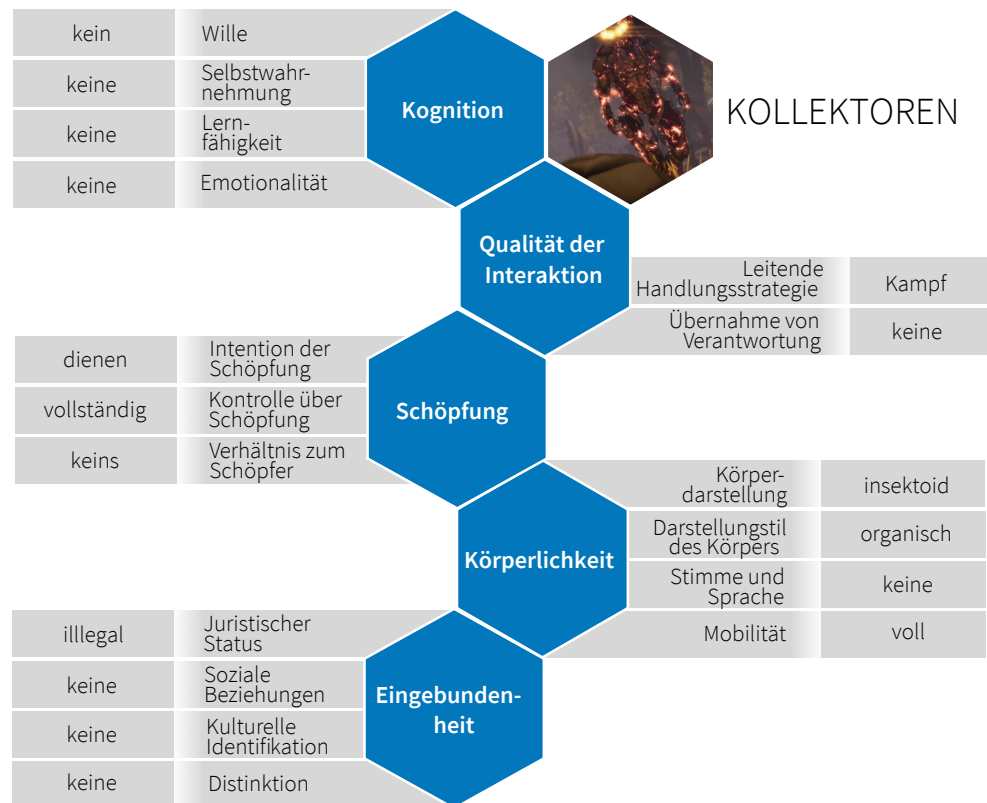 KOLLEKTOREN
Kognition
kein Wille
keine Selbstwahr-
nehmung
keine Lern-
fähigkeit
keine Emotionalität
Qualität der
Interaktion
Leitende
Handlungsstrategie Kampf
Übernahme von
Verantwortung keine
Schöpfung
dienen Intention der
Schöpfung
vollständig Kontrolle über
Schöpfung
keins Verhältnis zum
Schöpfer
Körperlichkeit
Körper-
darstellung insektoid
Darstellungstil
des Körpers organisch
Stimme und
Sprache keine
Mobilität voll
Eingebunden-
heit
illlegal Juristischer
Status
keine Soziale
Beziehungen
keine Kulturelle
Identifikation
keine Distinktion